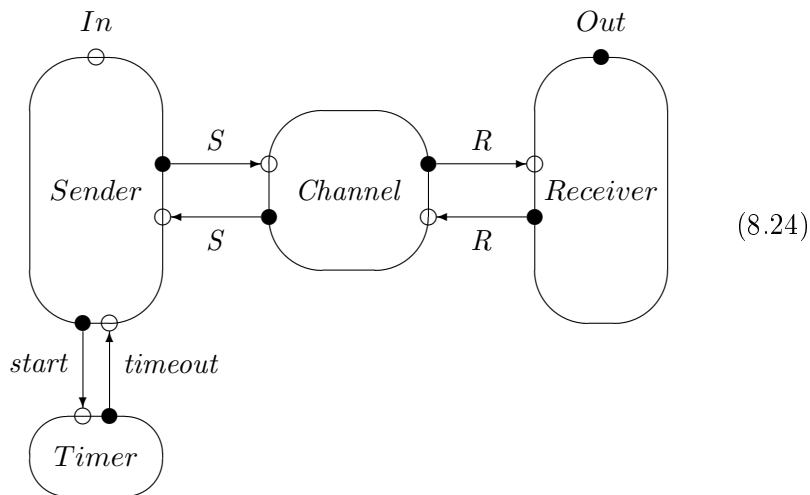 In Out
S R
Sender Channel Receiver
(8.24)
S R
start timeout
Timer